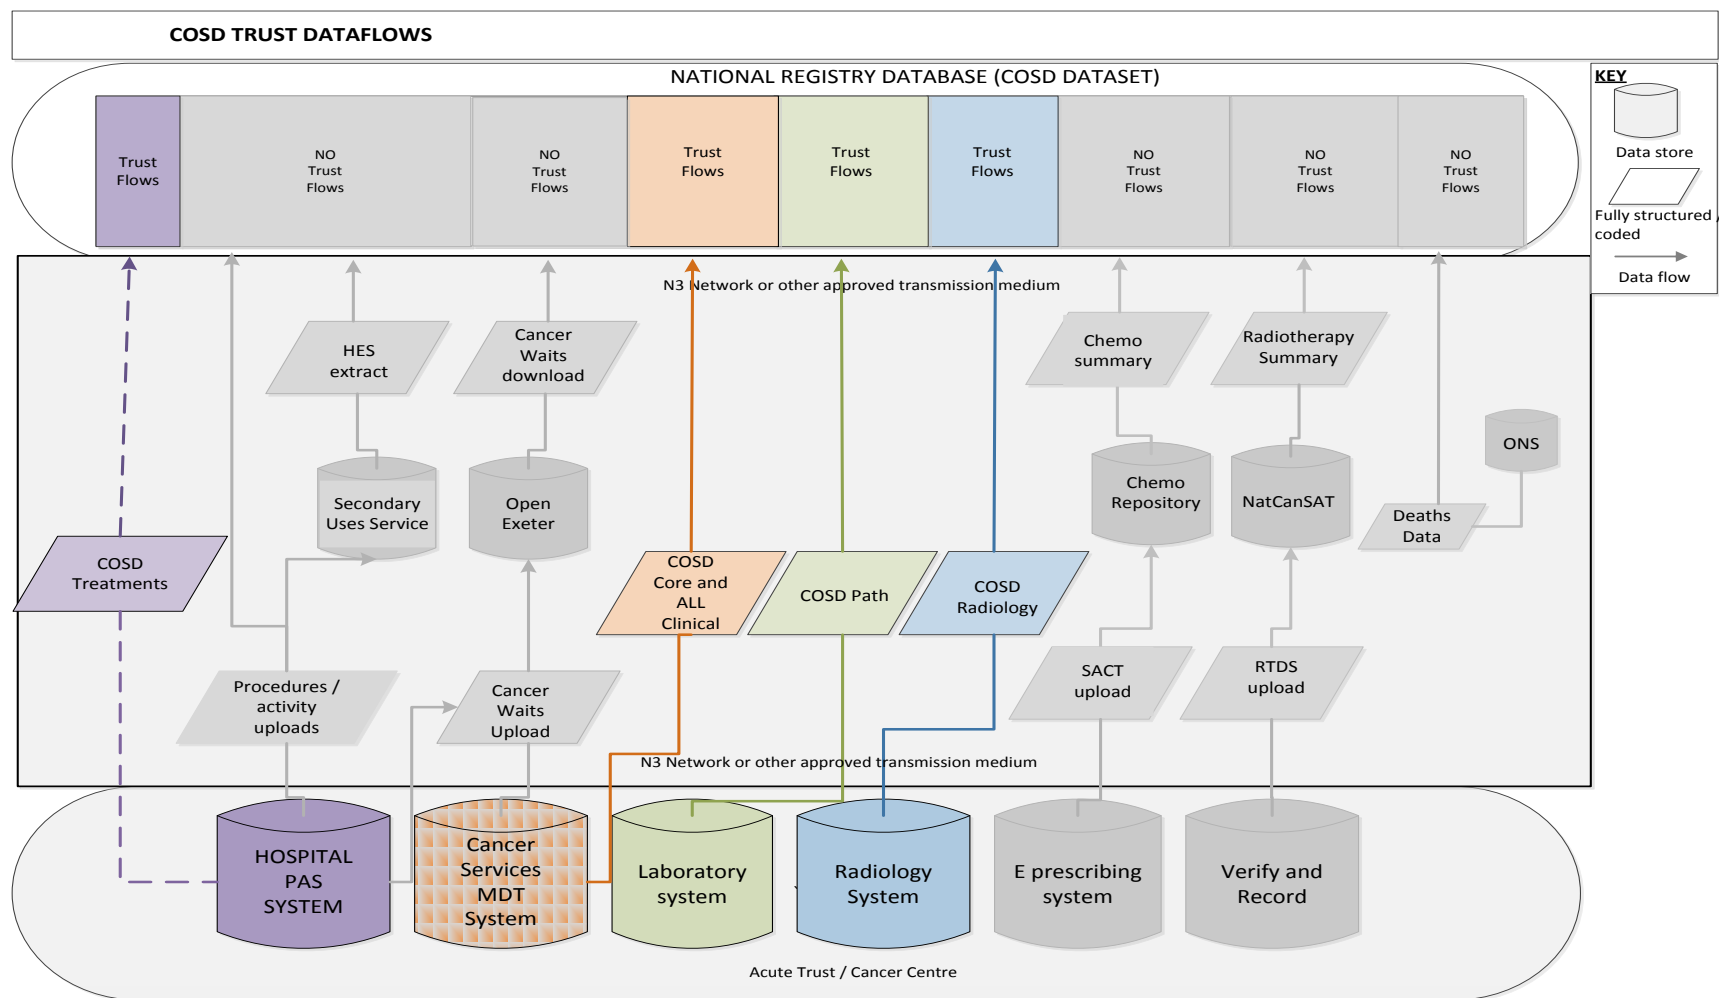 COSD TRUST DATAFLOWS
NATIONAL REGISTRY DATABASE (COSD DATASET)
KEY
Data store
Fully structured /
coded
Data flow
Trust
Flows
NO
Trust
Flows
NO
Trust
Flows
Trust
Flows
Trust
Flows
Trust
Flows
NO
Trust
Flows
NO
Trust
Flows
NO
Trust
Flows
N3 Network or other approved transmission medium
HES
extract
Cancer
Waits
download
Chemo
summary
Radiotherapy
Summary
Secondary
Uses Service
Open
Exeter
Chemo
Repository
NatCanSAT
ONS
Deaths
Data
COSD
Treatments
COSD
Core and
ALL
Clinical
COSD Path
COSD
Radiology
Procedures /
activity
uploads
Cancer
Waits
Upload
SACT
upload
RTDS
upload
N3 Network or other approved transmission medium
HOSPITAL
PAS
SYSTEM
Cancer
Services
MDT
System
Laboratory
system
Radiology
System
E prescribing
system
Verify and
Record
Acute Trust / Cancer Centre